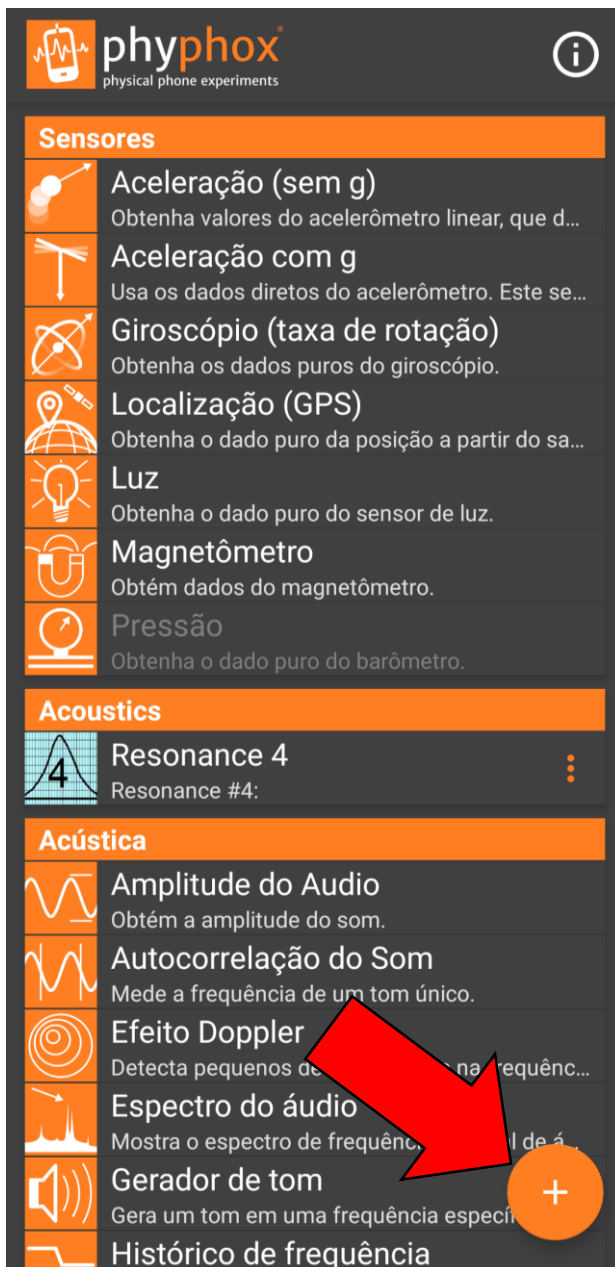 phyphox®
physical phone experiments
Sensores
Aceleração (sem g)
Obtenha valores do acelerômetro linear, que d...
Aceleração com g
Usa os dados diretos do acelerômetro. Este se...
Giroscópio (taxa de rotação)
Obtenha os dados puros do giroscópio.
Localização (GPS)
Obtenha o dado puro da posição a partir do sa...
Luz
Obtenha o dado puro do sensor de luz.
Magnetômetro
Obtém dados do magnetômetro.
Pressão
Obtenha o dado puro do barômetro.
Acoustics
4
Resonance 4
Resonance #4:
Acústica
Amplitude do Audio
Obtém a amplitude do som.
Autocorrelação do Som
Mede a frequência de um tom único.
Efeito Doppler
Detecta pequenos na frequênc...
Espectro do áudio
Mostra o espectro de de á...
Gerador de tom
Gera um tom em uma frequência
+
Histórico de frequência